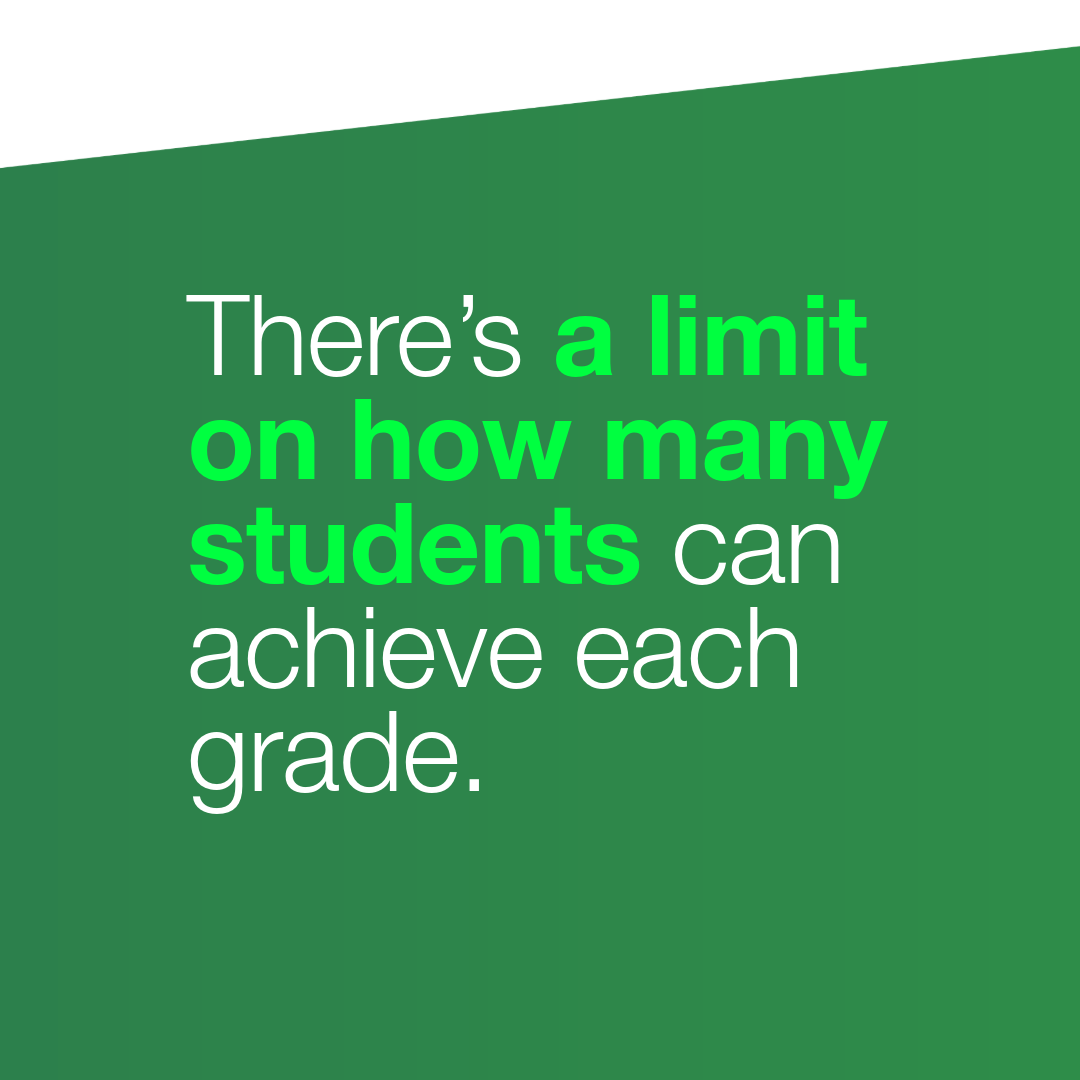 There’s a limit
on how many
students can
achieve each
grade.